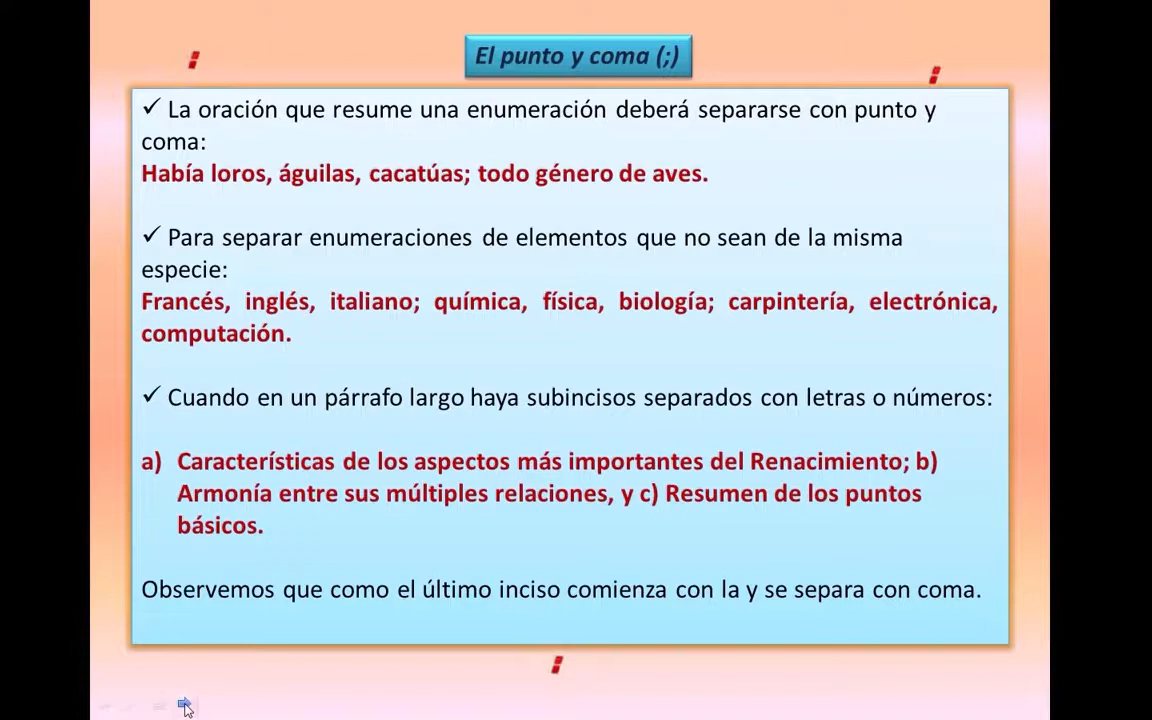 El punto y coma (;)
✓ La oración que resume una enumeración deberá separarse con punto y
coma:
Había loros, águilas, cacatúas; todo género de aves.
✓ Para separar enumeraciones de elementos que no sean de la misma
especie:
Francés, inglés, italiano; química, física, biología; carpintería, electrónica,
computación.
✓ Cuando en un párrafo largo haya subincisos separados con letras o números:
a) Características de los aspectos más importantes del Renacimiento; b)
Armonía entre sus múltiples relaciones, y c) Resumen de los puntos
básicos.
Observemos que como el último inciso comienza con la y se separa con coma.